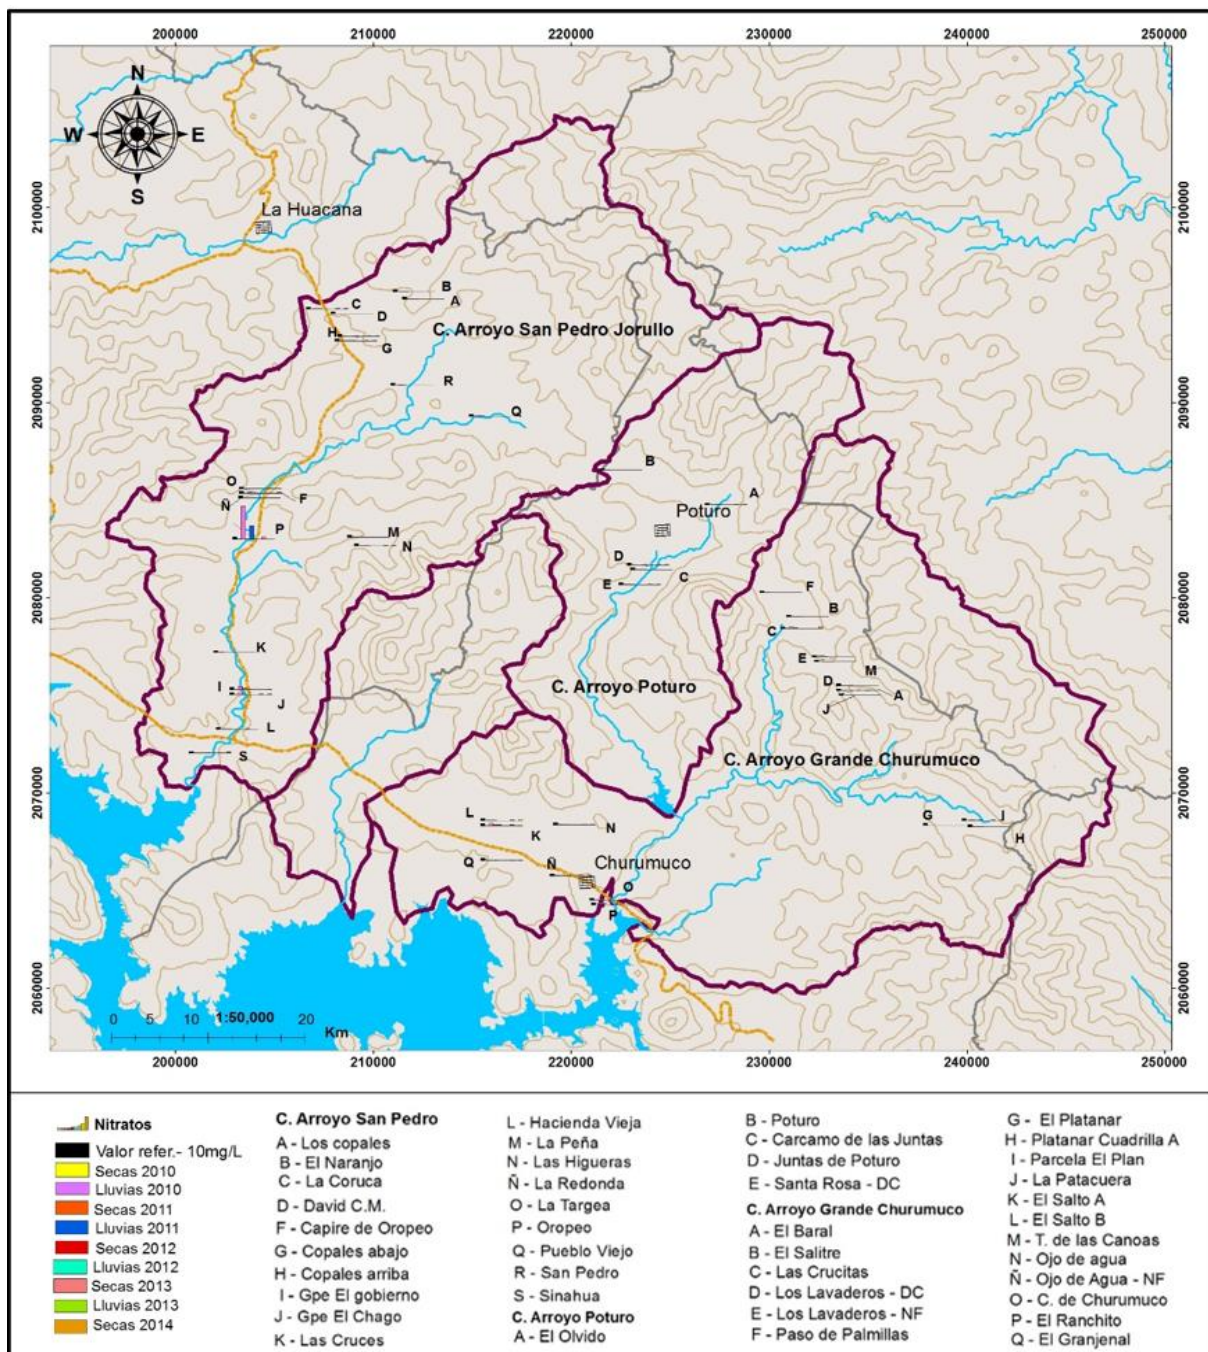 200000 210000 220000 230000 240000 250000
N
W E
S
2100000 2100000
La Huacana
B
A
C
D
C. Arroyo San Pedro Jorullo
H
G
R
2090000 2090000
Q
B
O
F
A
Ñ
Poturo
P
M
N
D
C
E
F
2080000 2080000
B
C
K
E
M
I
C. Arroyo Poturo
D
A
J
J
L
S
C. Arroyo Grande Churumuco
2070000 2070000
L
N
G
I
K
H
Q
Ñ
Churumuco
O
P
2060000 2060000
0 5 10 1:50,000 20
Km
200000 210000 220000 230000 240000 250000
Nitratos
Valor refer.- 10mg/L
Secas 2010
Lluvias 2010
Secas 2011
Lluvias 2011
Secas 2012
Lluvias 2012
Secas 2013
Lluvias 2013
Secas 2014
C. Arroyo San Pedro
A - Los copales
B - El Naranjo
C - La Coruca
D - David C.M.
F - Capire de Oropeo
G - Copales abajo
H - Copales arriba
I - Gpe El gobierno
J - Gpe El Chago
K - Las Cruces
L - Hacienda Vieja
M - La Peña
N - Las Higueras
Ñ - La Redonda
O - La Targea
P - Oropeo
Q - Pueblo Viejo
R - San Pedro
S - Sinahua
C. Arroyo Poturo
A - El Olvido
B - Poturo
C - Carcamo de las Juntas
D - Juntas de Poturo
E - Santa Rosa - DC
C. Arroyo Grande Churumuco
A - El Baral
B - El Salitre
C - Las Crucitas
D - Los Lavaderos - DC
E - Los Lavaderos - NF
F - Paso de Palmillas
G - El Platanar
H - Platanar Cuadrilla A
I - Parcela El Plan
J - La Patacuera
K - El Salto A
L - El Salto B
M - T. de las Canoas
N - Ojo de agua
Ñ - Ojo de Agua - NF
O - C. de Churumuco
P - El Ranchito
Q - El Granjenal